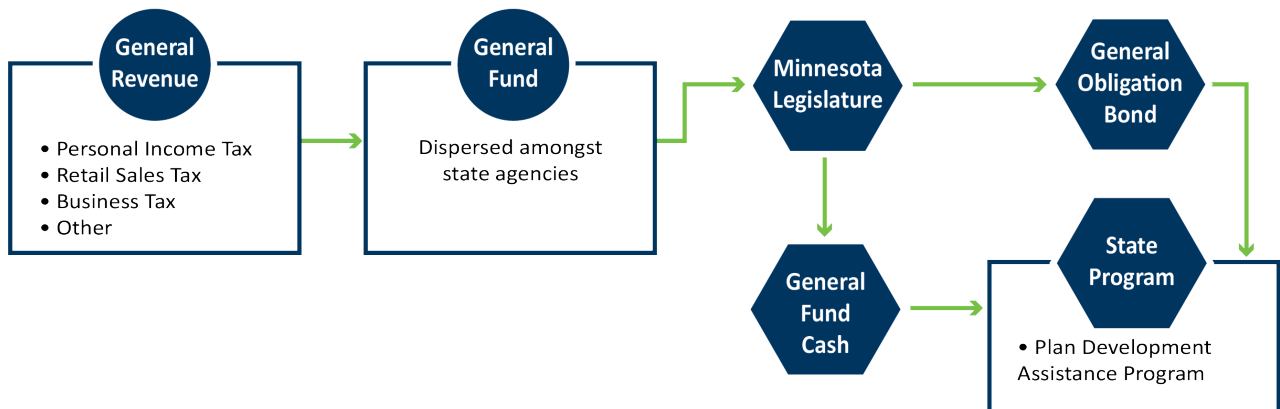 General
Revenue
• Personal Income Tax
• Retail Sales Tax
• Business Tax
• Other
General
Fund
Dispersed amongst
state agencies
Minnesota
Legislature
General
Obligation
Bond
General
Fund
Cash
State
Program
• Plan Development
Assistance Program